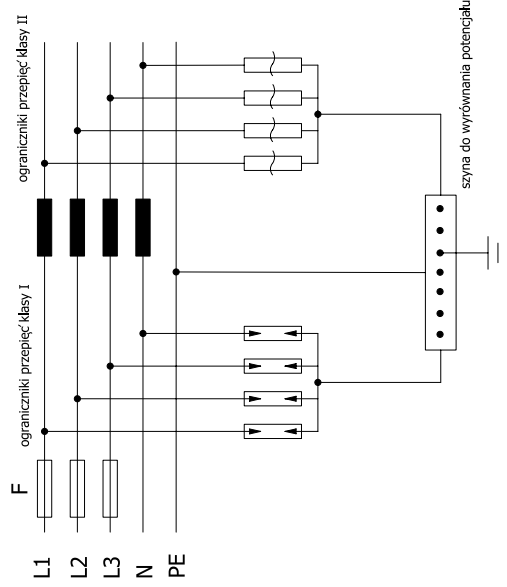 F
L1
L2
L3
N
PE
ograniczniki przepięć klasy I
ograniczniki przepięć klasy II
szyna do wyrównania potencjału